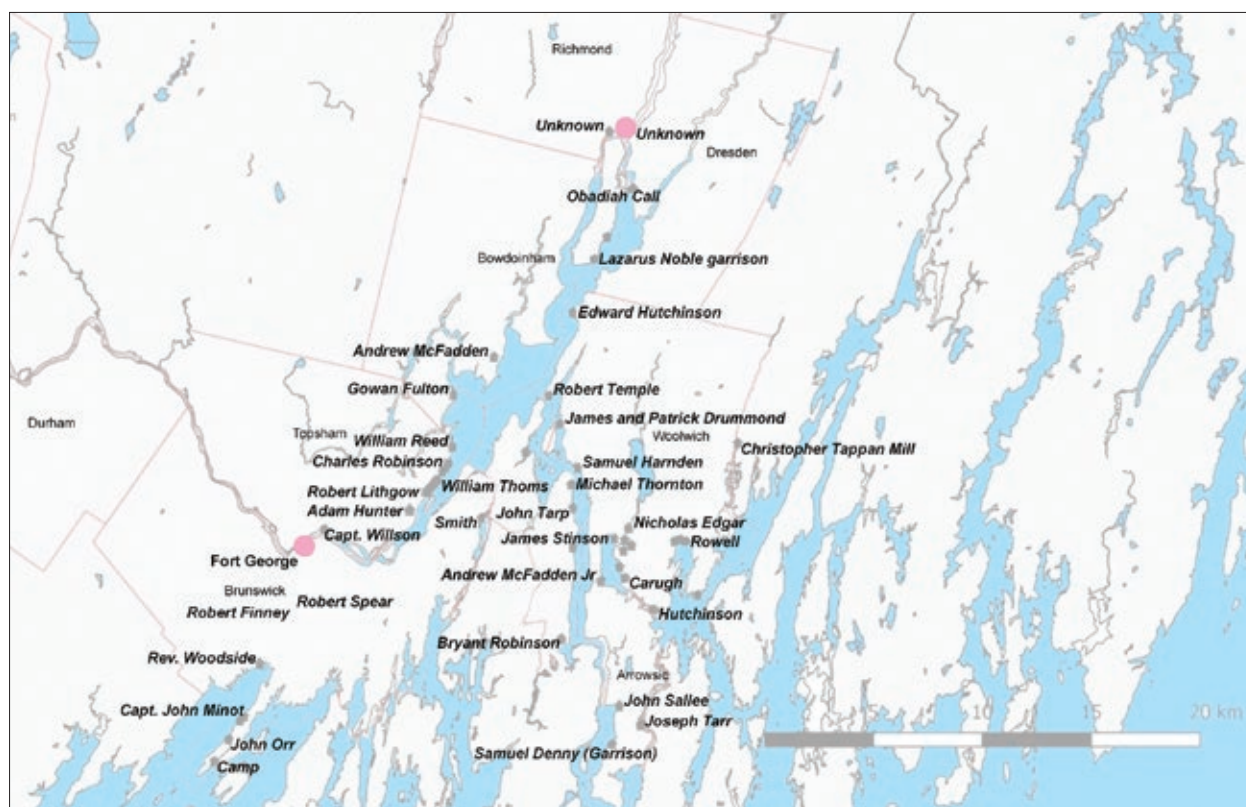 Richmond
Unknown
Unknown
Dresden
Obadiah Call
Bowdoinham
Lazarus Noble garrison
Edward Hutchinson
Andrew McFadden
Gowan Fulton
Robert Temple
Durham
James and Patrick Drummond
Topsham
William Reed
Woolwich
Christopher Tappan Mill
Charles Robinson
Samuel Harnden
Robert Lithgow
William Thoms
Michael Thornton
Adam Hunter
Smith
John Tarp
Capt. Willson
James Stinson
Nicholas Edgar
Rowell
Fort George
Andrew McFadden Jr
Carugh
Brunswick
Robert Spear
Robert Finney
Hutchinson
Bryant Robinson
Rev. Woodside
Arrowsic
Capt. John Minot
John Sallee
Joseph Tarr
John Orr
Samuel Denny (Garrison)
Camp
5
10
15
20 km